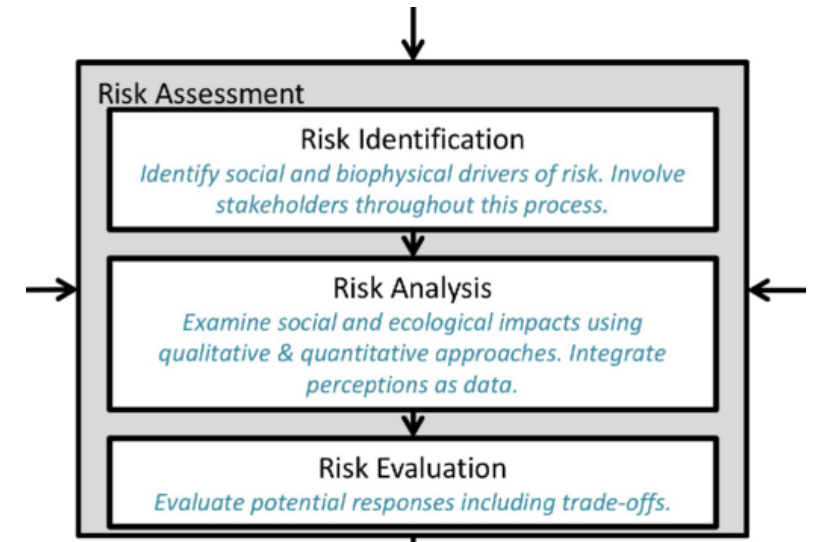 Risk Assessment
Risk Identification
Identify social and biophysical drivers of risk. Involve
stakeholders throughout this process.
Risk Analysis
Examine social and ecological impacts using
qualitative & quantitative approaches. Integrate
perceptions as data.
Risk Evaluation
Evaluate potential responses including trade-offs.